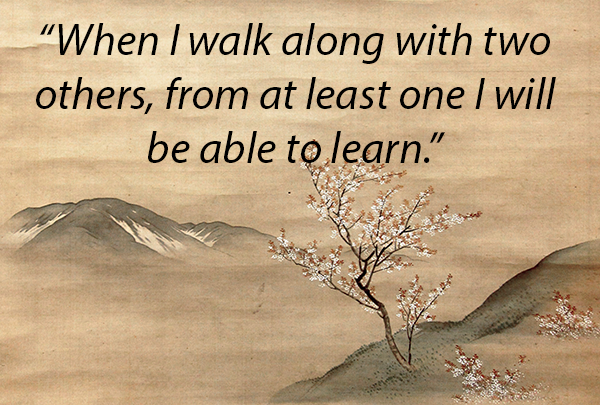 “When I walk along with two
others, from at least one I will
be able to learn.”